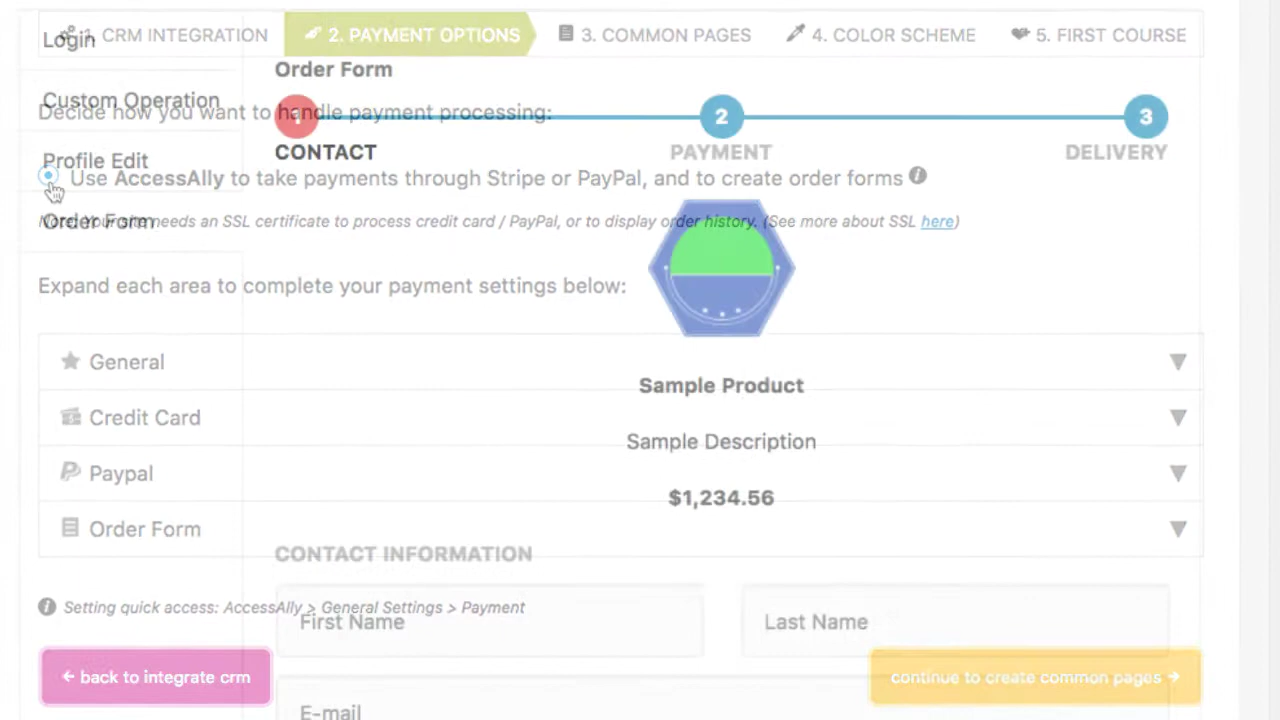 Login
1. CRM INTEGRATION
2. PAYMENT OPTIONS
3. COMMON PAGES
4. COLOR SCHEME
5. FIRST COURSE
Order Form
Custom Operation
Decide how you want to handle payment processing:
1
2
3
CONTACT
PAYMENT
DELIVERY
Profile Edit
Use AccessAlly to take payments through Stripe or PayPal, and to create order forms
Order Form
Note: Your site needs an SSL certificate to process credit card / PayPal, or to display order history. (See more about SSL here)
Expand each area to complete your payment settings below:
General
Credit Card
Paypal
Order Form
Sample Product
Sample Description
$1,234.56
CONTACT INFORMATION
Setting quick access: AccessAlly > General Settings > Payment
First Name
Last Name
← back to integrate crm
continue to create common pages →
E-mail